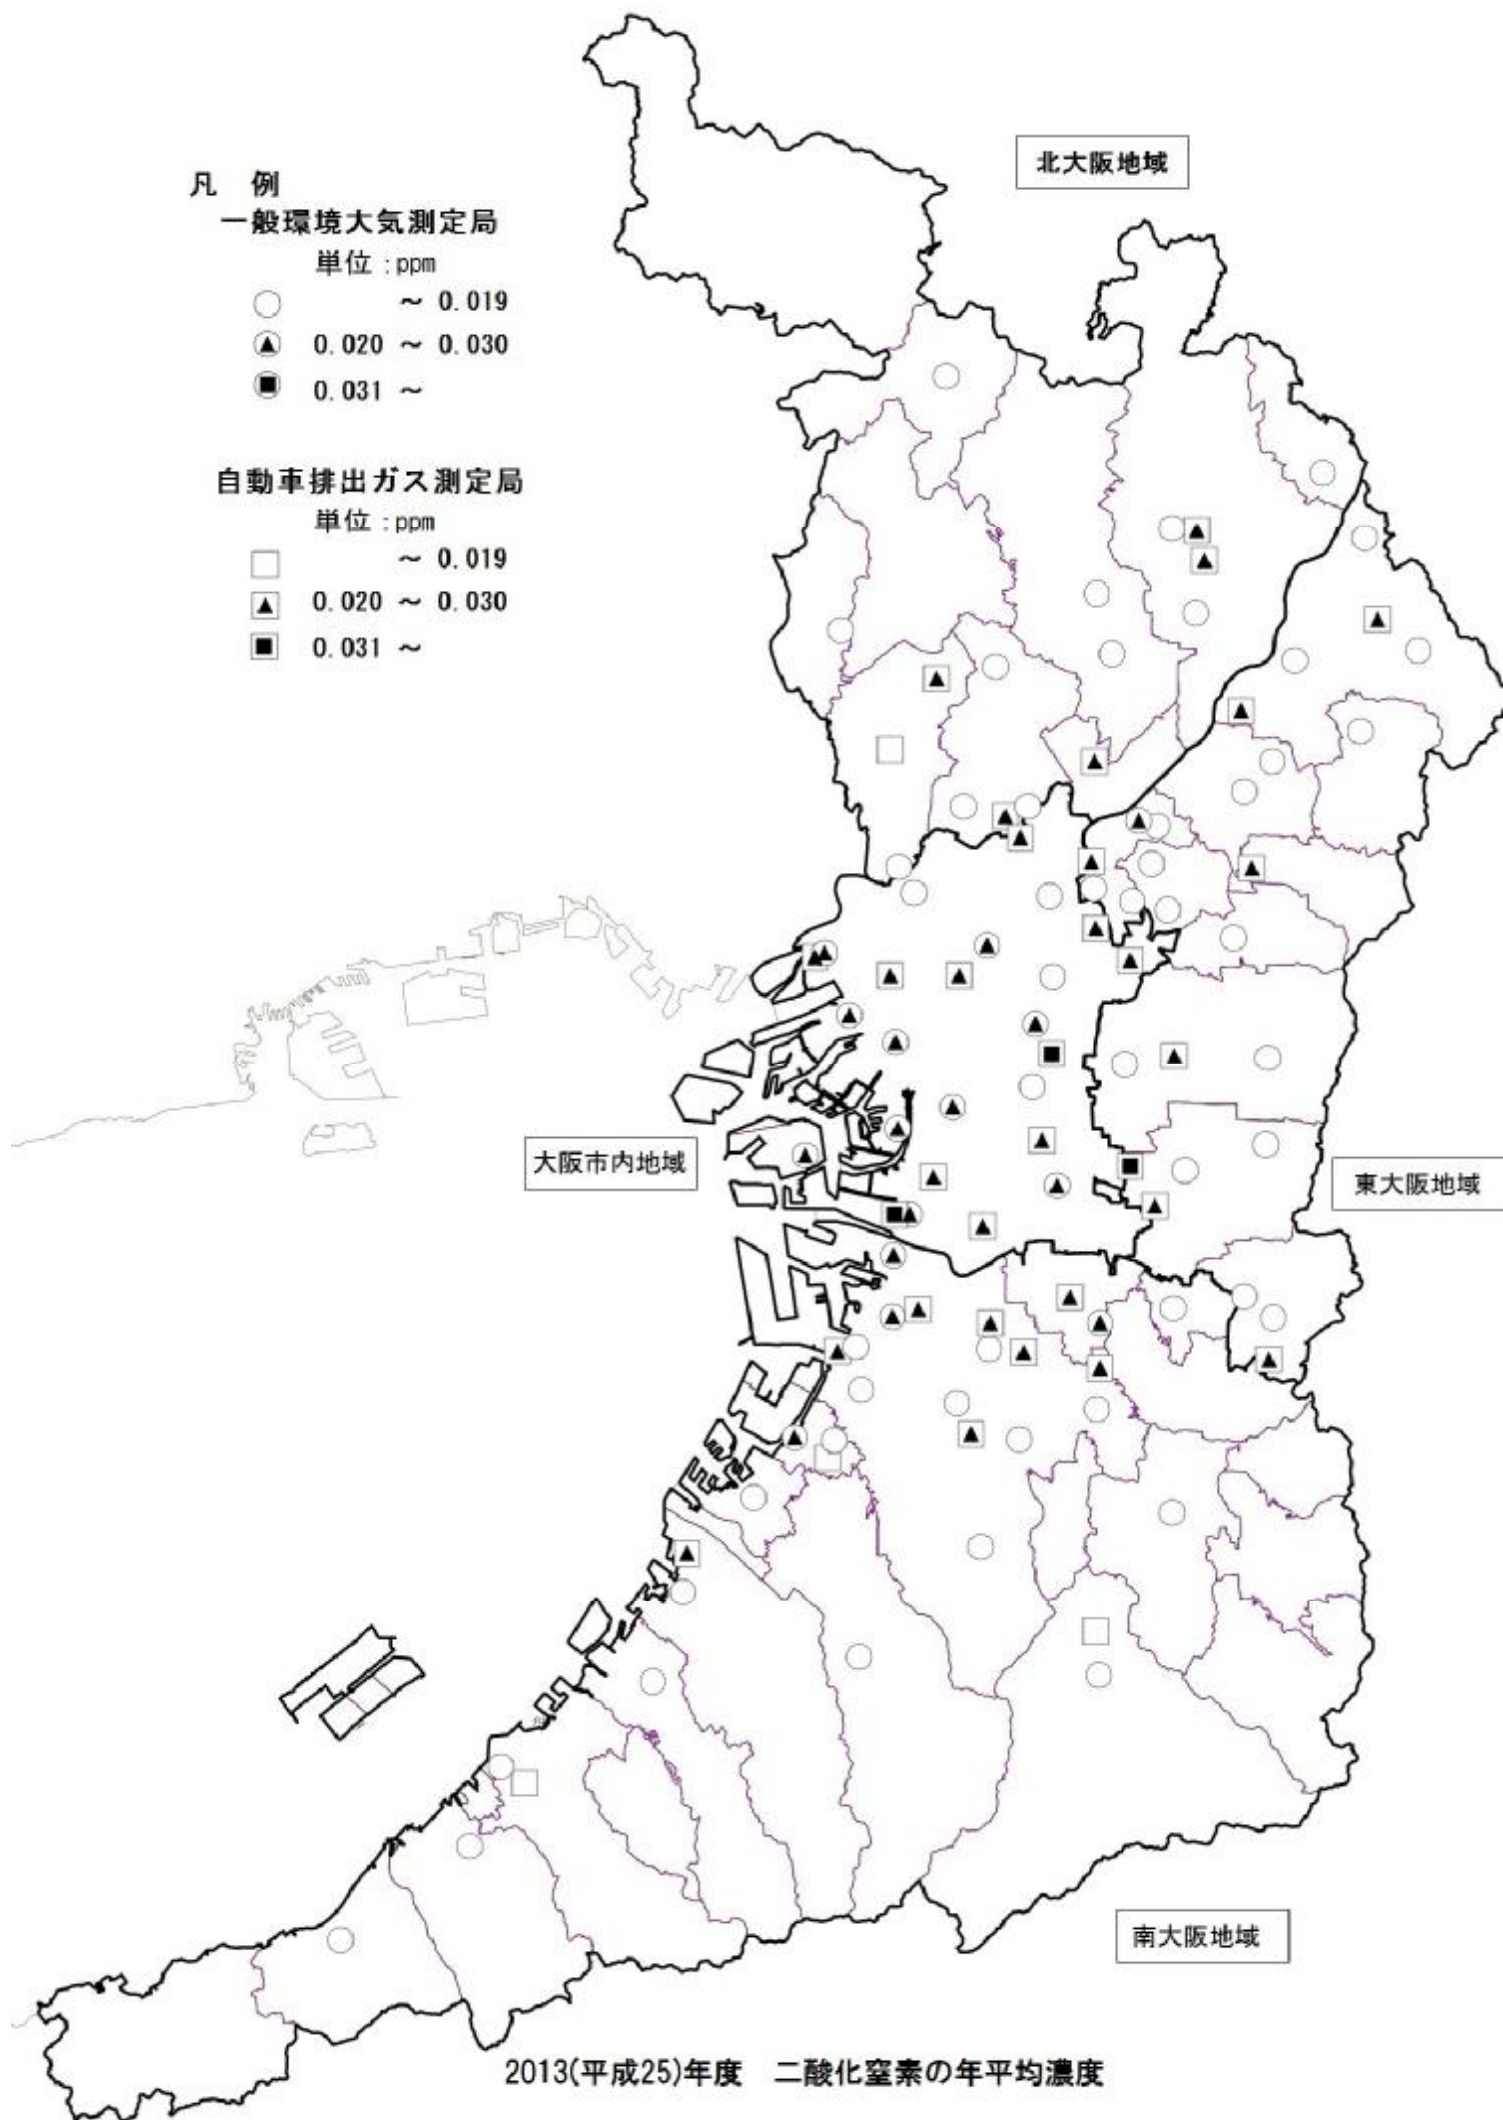 北大阪地域
凡 例
一般環境大気測定局
単位:ppm
～ 0.019
0.020 ～ 0.030
0.031 ～
自動車排出ガス測定局
単位:ppm
～ 0.019
0.020 ～ 0.030
0.031 ～
大阪市内地域
東大阪地域
南大阪地域
2013(平成25)年度 二酸化窒素の年平均濃度